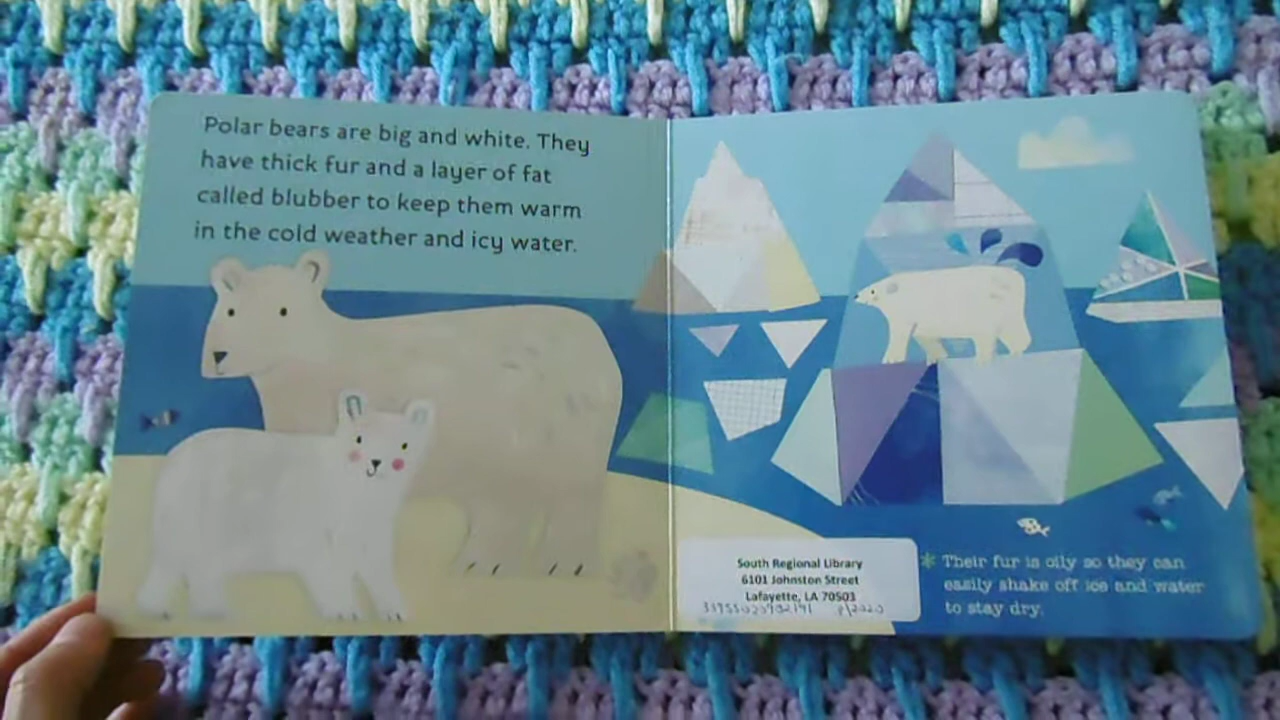 Polar bears are big and white. They
have thick fur and a layer of fat
called blubber to keep them warm
in the cold weather and icy water.
South Regional Library
6101 Johnston Street
Lafayette, LA 70503
* Their fur is oily so they can
easily shake off ice and water
to stay dry.